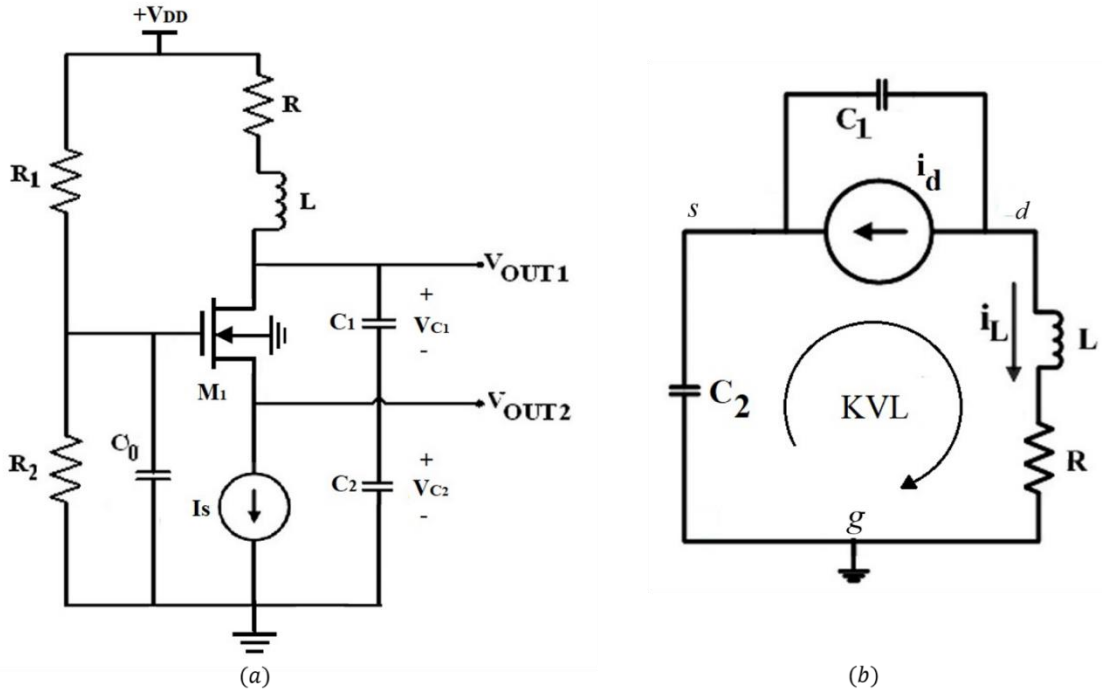 +VDD
R
R1
L
VOUT1
+
C1
VC1
-
M1
VOUT2
R2
C0
+
C2
VC2
-
Is
(a)
C1
id
s
-d
iL
L
C2
KVL
R
g
(b)